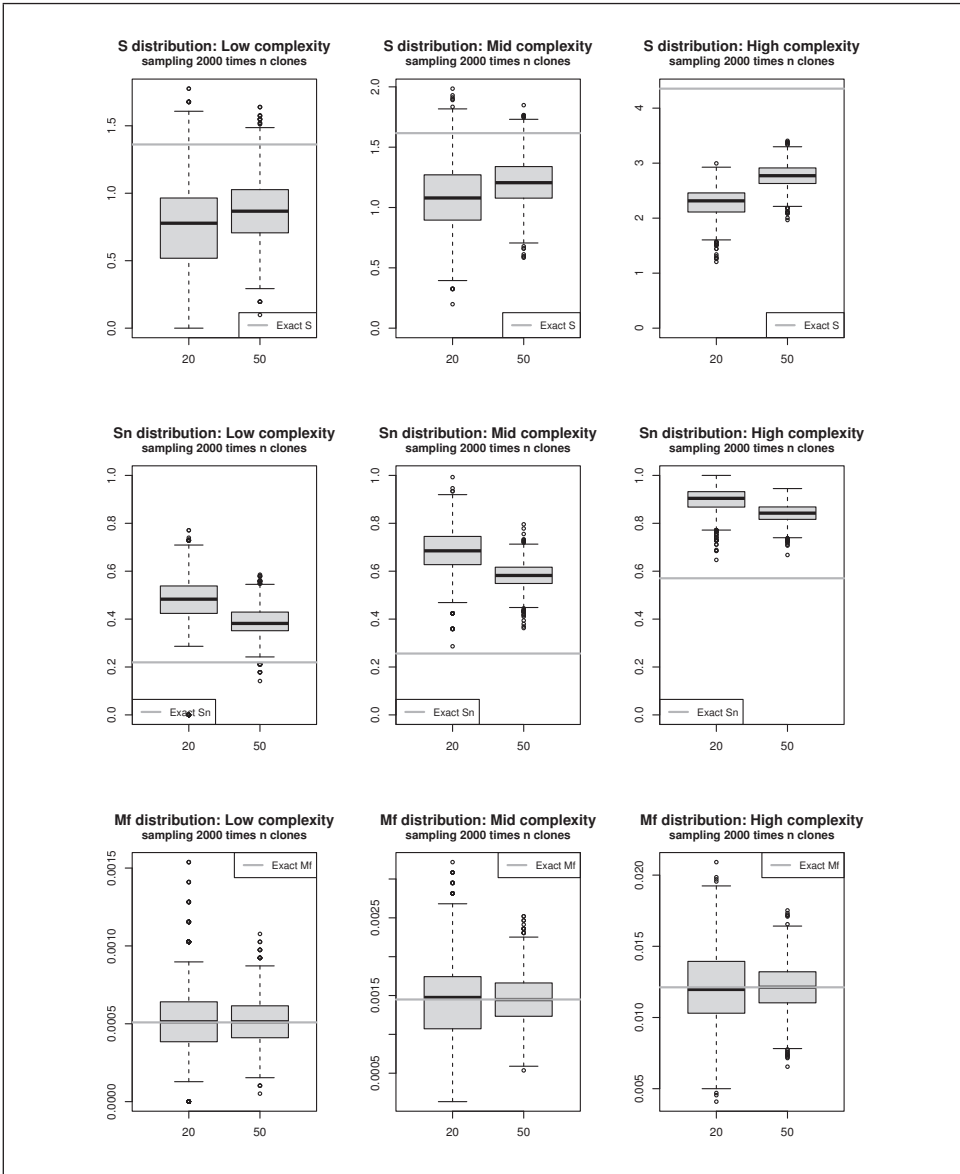 S distribution: Low complexity
sampling 2000 times n clones
0.0
0.5
1.0
1.5
20
50
Exact S
S distribution: Mid complexity
sampling 2000 times n clones
0.0
0.5
1.0
1.5
2.0
20
50
Exact S
S distribution: High complexity
sampling 2000 times n clones
0
1
2
3
4
20
50
Exact S
Sn distribution: Low complexity
sampling 2000 times n clones
0.0
0.2
0.4
0.6
0.8
1.0
20
50
Exact Sn
Sn distribution: Mid complexity
sampling 2000 times n clones
0.0
0.2
0.4
0.6
0.8
1.0
20
50
Exact Sn
Sn distribution: High complexity
sampling 2000 times n clones
0.0
0.2
0.4
0.6
0.8
1.0
20
50
Exact Sn
Mf distribution: Low complexity
sampling 2000 times n clones
0.0000
0.0005
0.0010
0.0015
20
50
Exact Mf
Mf distribution: Mid complexity
sampling 2000 times n clones
0.0005
0.0015
0.0025
20
50
Exact Mf
Mf distribution: High complexity
sampling 2000 times n clones
0.005
0.010
0.015
0.020
20
50
Exact Mf